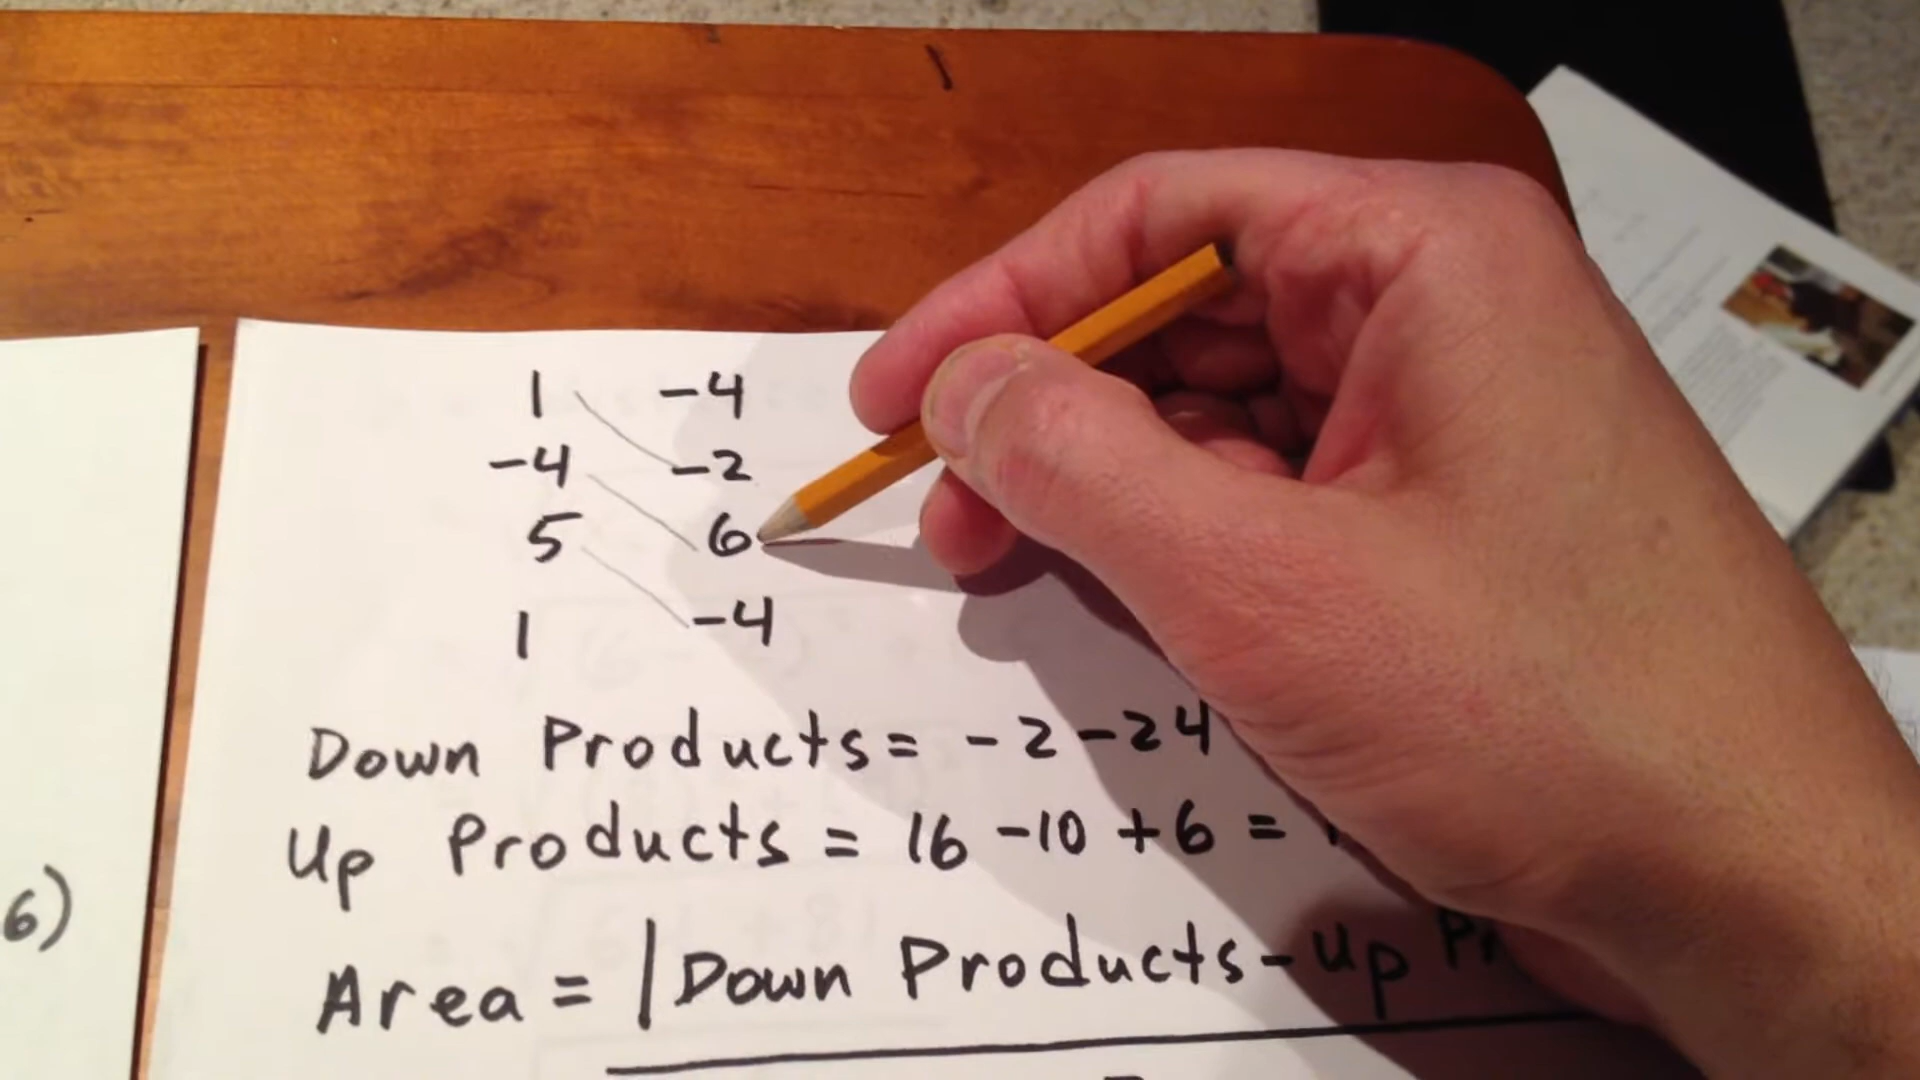 1 -4
-4 -2
5 6
1 -4
Down Products = -2 -24
Up Products = 16 -10 +6 =
6)
Area = |Down Products - Up